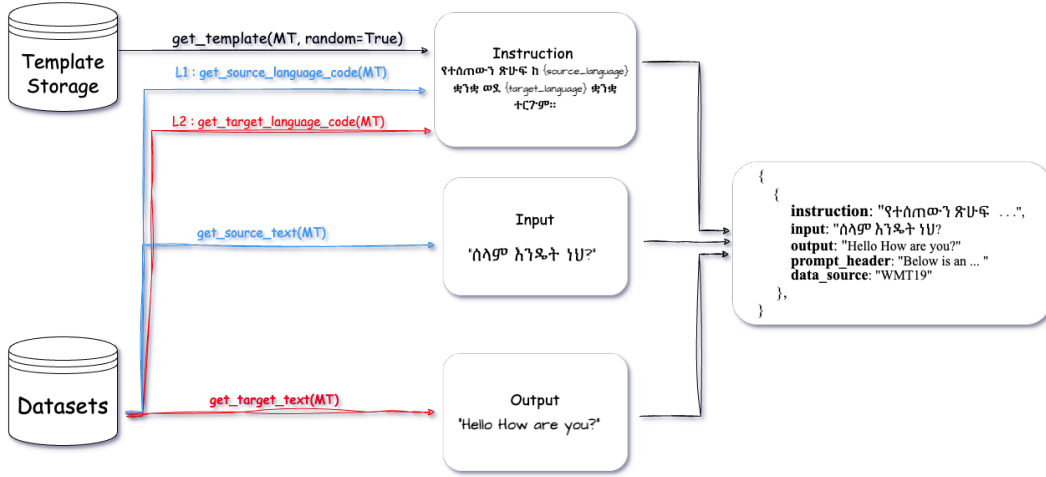 Template
Storage
get_template(MT, random=True)
L1 : get_source_language_code(MT)
L2 : get_target_language_code(MT)
Instruction
የተሰጠውን ጽሁፍ ከ {source_language}
ቋንቋ ወደ {target_language} ቋንቋ
ተርጉም።
get_source_text(MT)
Input
"ሰላም እንዴት ነህ?"
Datasets
get_target_text(MT)
Output
"Hello How are you?"
{
{
instruction: "የተሰጠውን ጽሁፍ ...",
input: "ሰላም እንዴት ነህ?
output: "Hello How are you?"
prompt_header: "Below is an ... "
data_source: "WMT19"
},
}